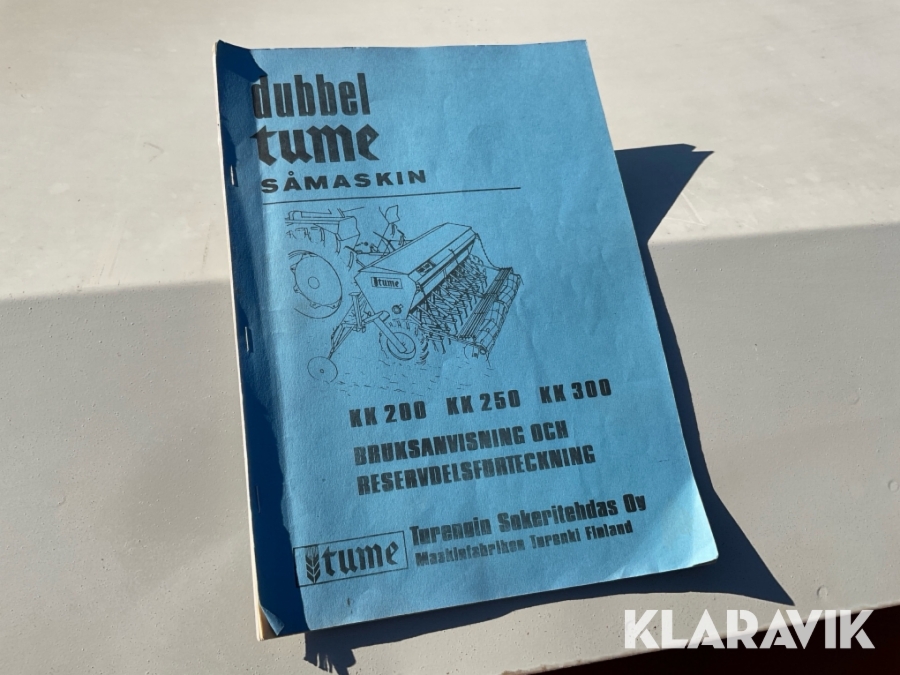 dubbel
tume
SÅMASKIN
tume
KK 200 KK 250 KK 300
BRUKSANVISNING OCH
RESERVDELSFORTECKNING
tume
Turengin Sokeritehdas Oy
Maskinfabriken Turenki Finland
KLARAVIK